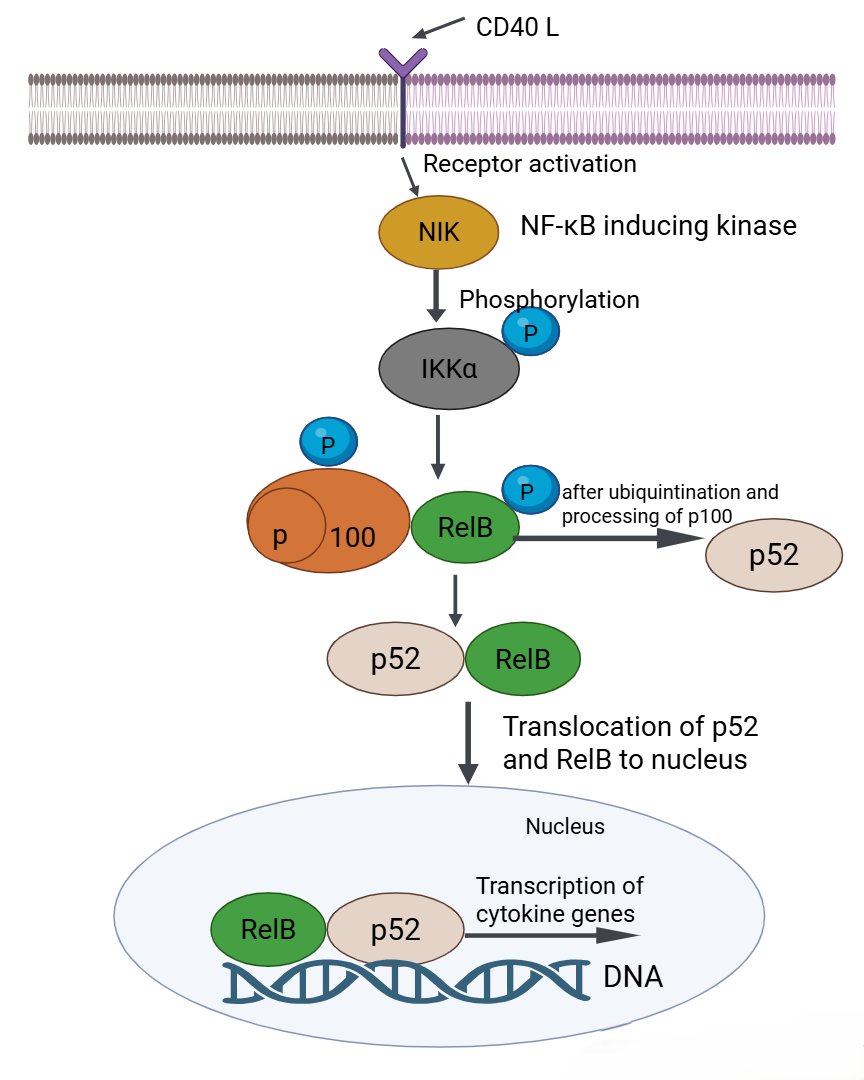 CD40 L
Receptor activation
NIK
NF-κB inducing kinase
Phosphorylation
P
IKKα
P
P
after ubiquintination and
processing of p100
p 100
RelB
p52
p52
RelB
Translocation of p52
and RelB to nucleus
Nucleus
Transcription of
cytokine genes
RelB
p52
DNA